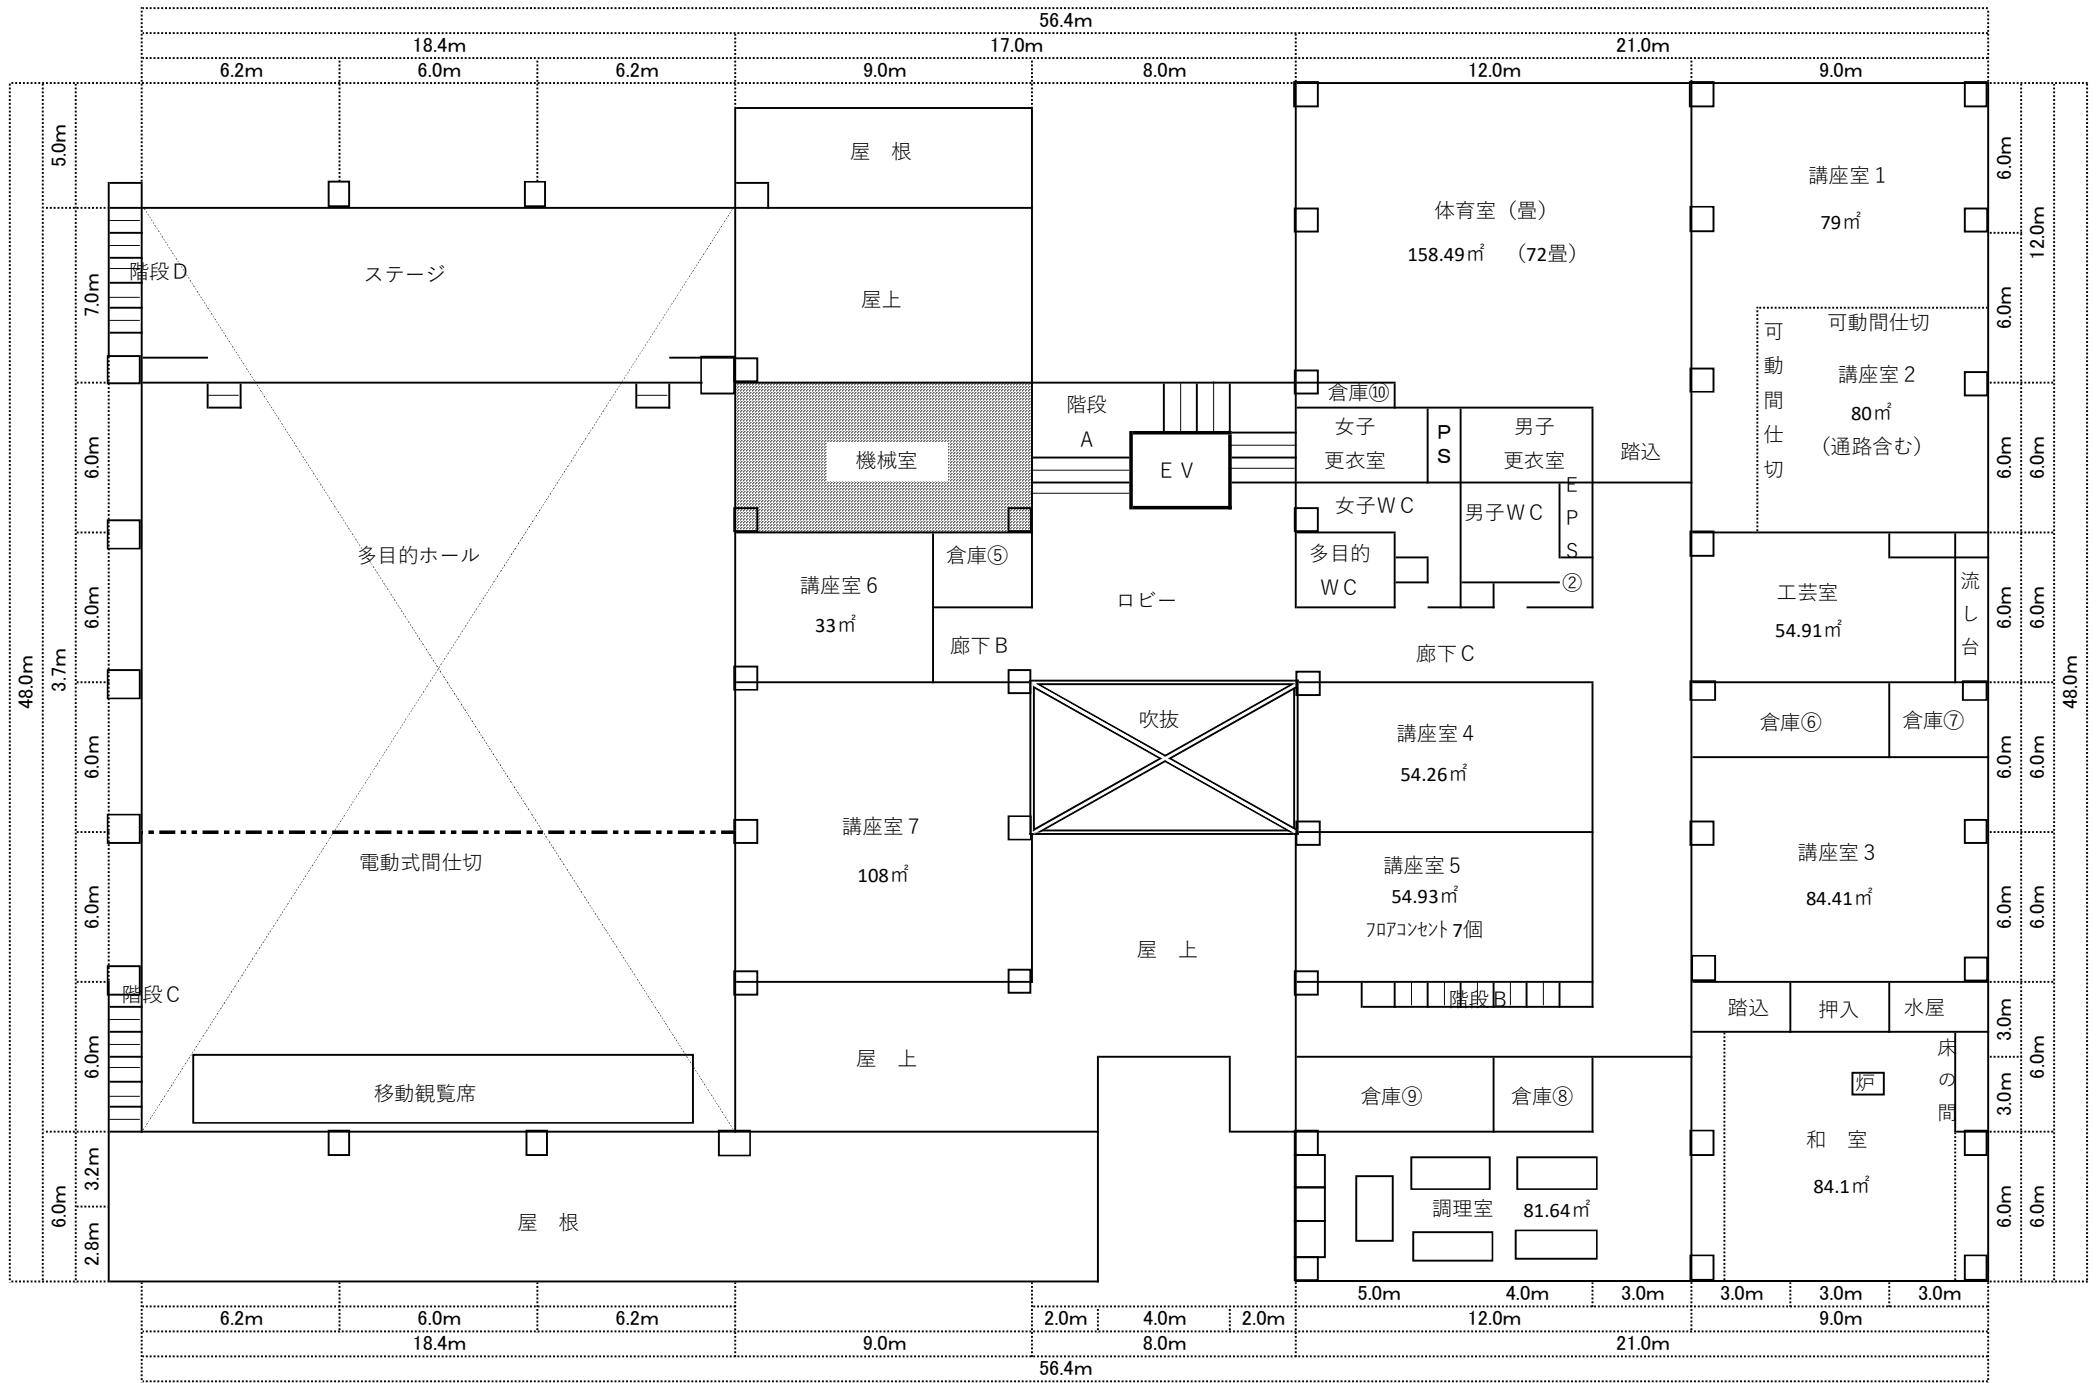 56.4m
18.4m 17.0m 21.0m
6.2m 6.0m 6.2m 9.0m 8.0m 12.0m 9.0m
5.0m
7.0m
6.0m
6.0m
6.0m
6.0m
6.0m
3.7m
48.0m
6.0m
3.2m
2.8m
屋 根
屋上
階段D
ステージ
多目的ホール
電動式間仕切
階段C
移動観覧席
屋 根
機械室
講座室6
33㎡
倉庫⑤
廊下B
講座室7
108㎡
屋 上
屋 上
階段
A
EV
ロビー
吹抜
体育室（畳）
158.49㎡ （72畳）
倉庫⑩
女子
更衣室
PS
男子
更衣室
踏込
女子WC
男子WC
EPS
②
多目的
WC
廊下C
講座室4
54.26㎡
講座室5
54.93㎡
ﾌﾛｱｺﾝｾﾝﾄ 7個
階段B
倉庫⑨
倉庫⑧
調理室 81.64㎡
講座室1
79㎡
可動間仕切
可動間仕切
講座室2
80㎡
（通路含む）
工芸室
54.91㎡
流し台
倉庫⑥
倉庫⑦
講座室3
84.41㎡
踏込
押入
水屋
床の間
炉
和 室
84.1㎡
6.0m
6.0m
6.0m
6.0m
6.0m
6.0m
3.0m
3.0m
6.0m
12.0m
6.0m
6.0m
6.0m
6.0m
6.0m
6.0m
48.0m
5.0m 4.0m 3.0m 3.0m 3.0m 3.0m
6.2m 6.0m 6.2m 2.0m 4.0m 2.0m 12.0m 9.0m
18.4m 9.0m 8.0m 21.0m
56.4m